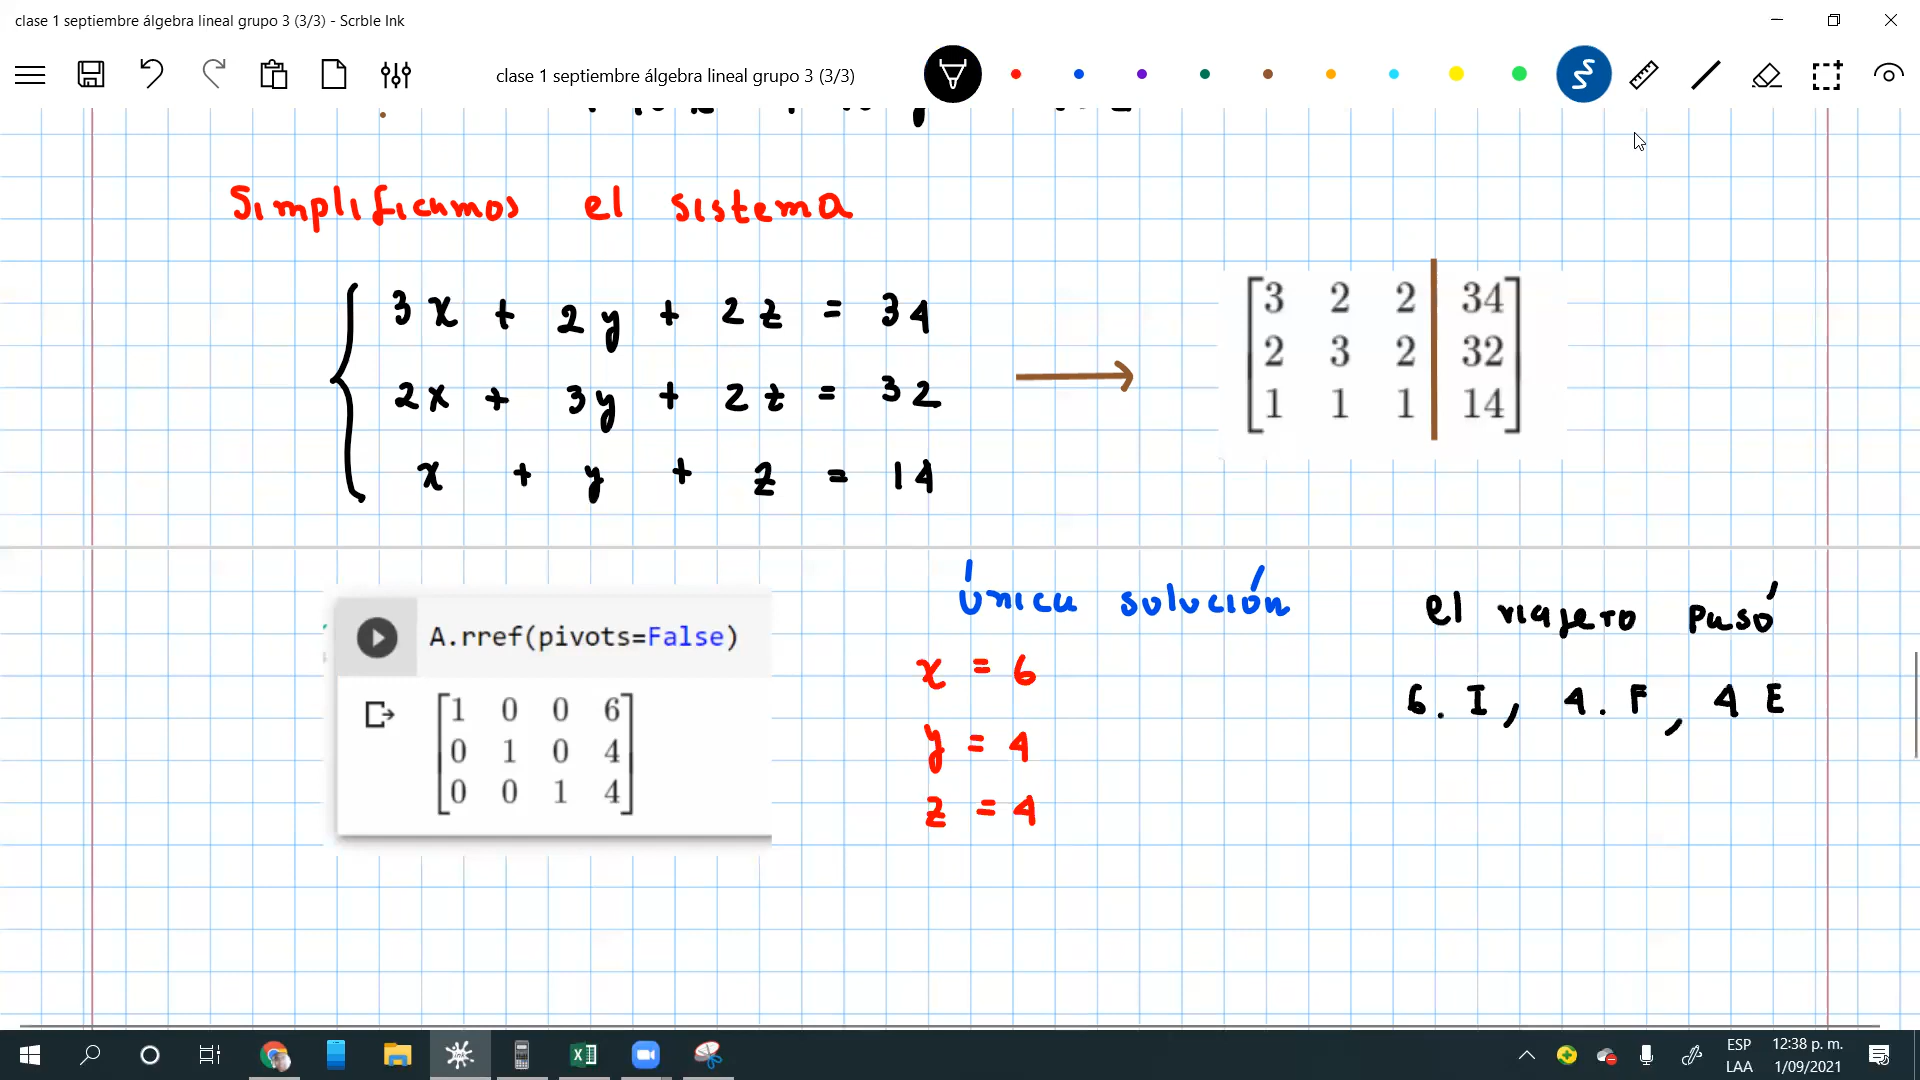 clase 1 septiembre álgebra lineal grupo 3 (3/3) - Scrble Ink
clase 1 septiembre álgebra lineal grupo 3 (3/3)
Simplificamos el sistema
3x + 2y + 2z = 34
2x + 3y + 2z = 32
x + y + z = 14
3 2 2 34
2 3 2 32
1 1 1 14
A.rref(pivots=False)
1 0 0 6
0 1 0 4
0 0 1 4
única solución
x = 6
y = 4
z = 4
el viajero pasó
6. I, 4. F, 4 E
ESP
LAA
12:38 p. m.
1/09/2021